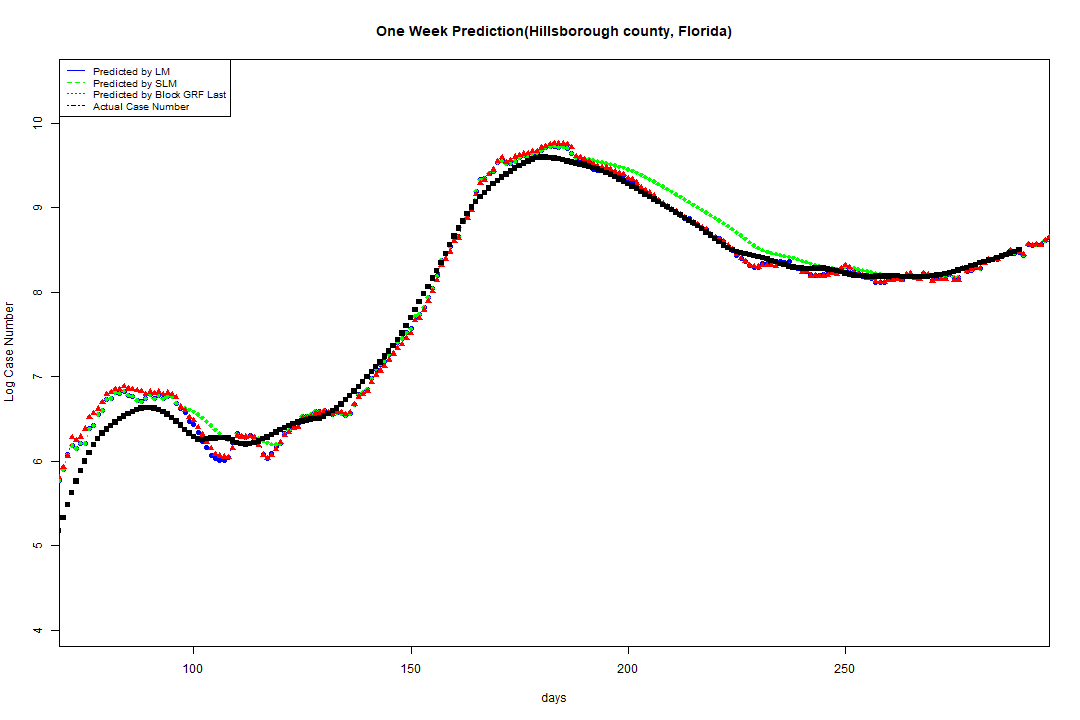 One Week Prediction(Hillsborough county, Florida)
Predicted by LM
Predicted by SLM
Predicted by Block GRF Last
Actual Case Number
10
9
8
7
6
5
4
Log Case Number
100
150
200
250
days